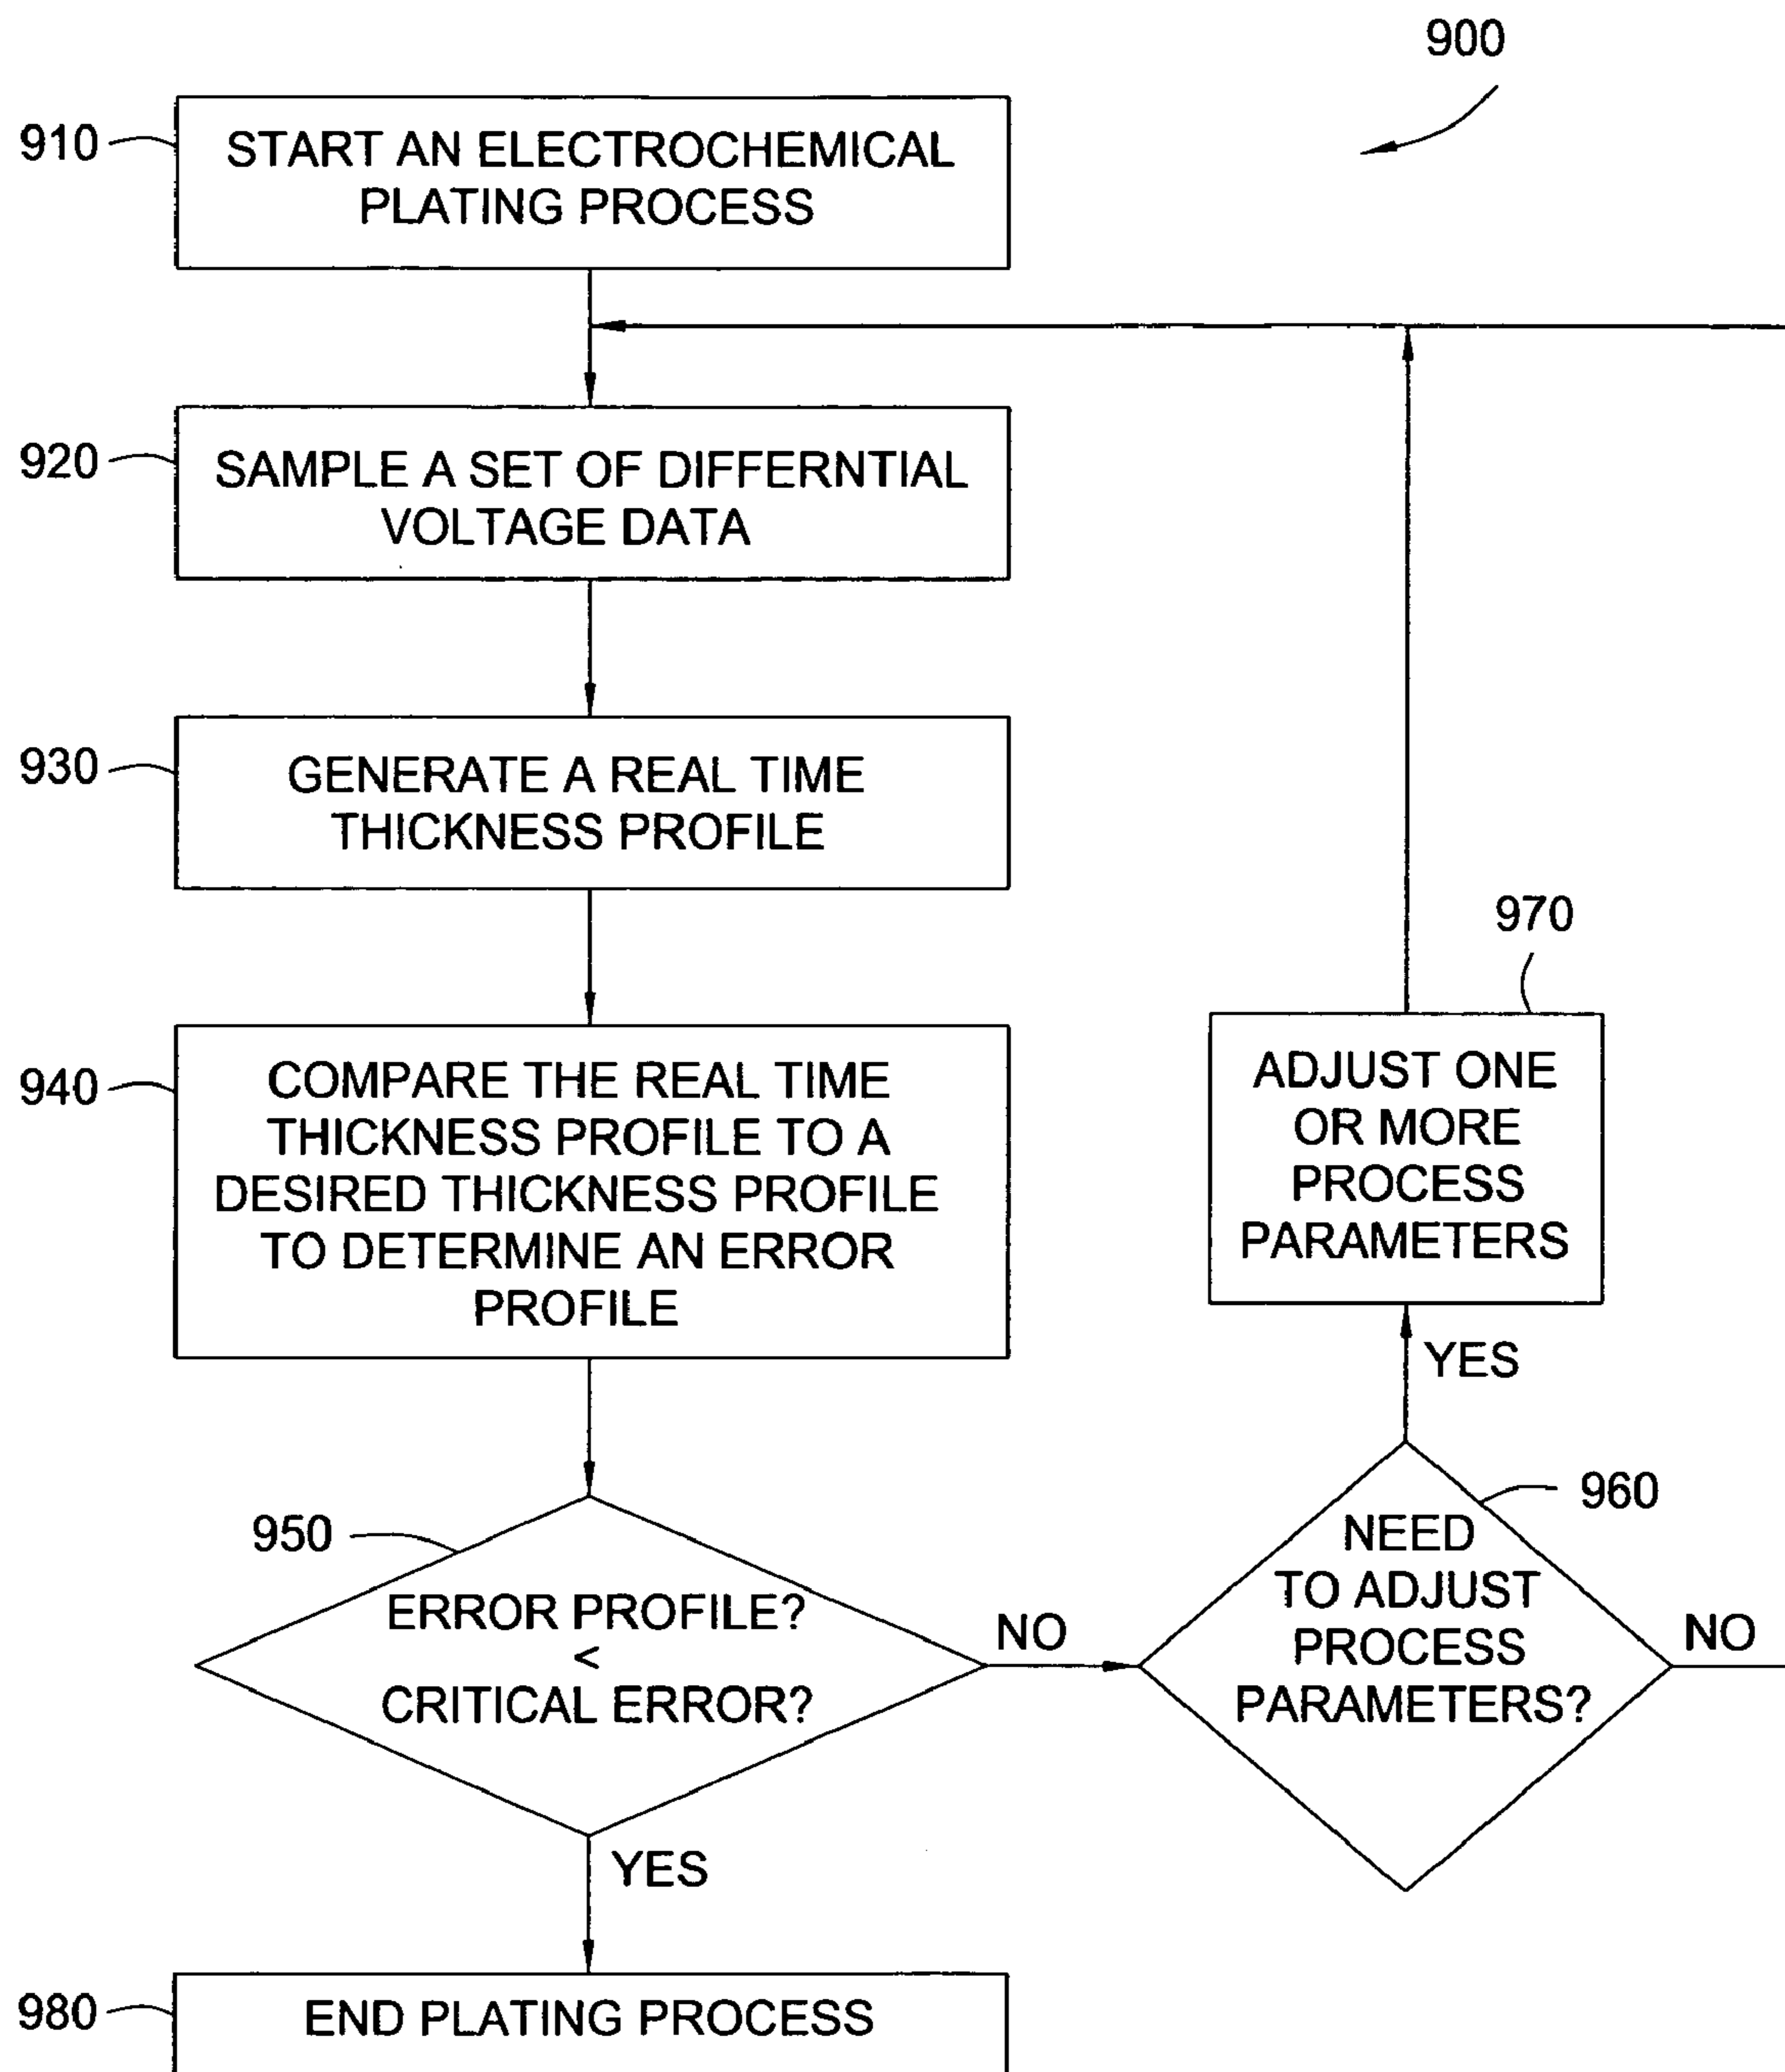 900
910
START AN ELECTROCHEMICAL
PLATING PROCESS
920
SAMPLE A SET OF DIFFERNTIAL
VOLTAGE DATA
930
GENERATE A REAL TIME
THICKNESS PROFILE
940
COMPARE THE REAL TIME
THICKNESS PROFILE TO A
DESIRED THICKNESS PROFILE
TO DETERMINE AN ERROR
PROFILE
970
ADJUST ONE
OR MORE
PROCESS
PARAMETERS
YES
950
ERROR PROFILE?
<
CRITICAL ERROR?
NO
960
NEED
TO ADJUST
PROCESS
PARAMETERS?
NO
YES
980
END PLATING PROCESS